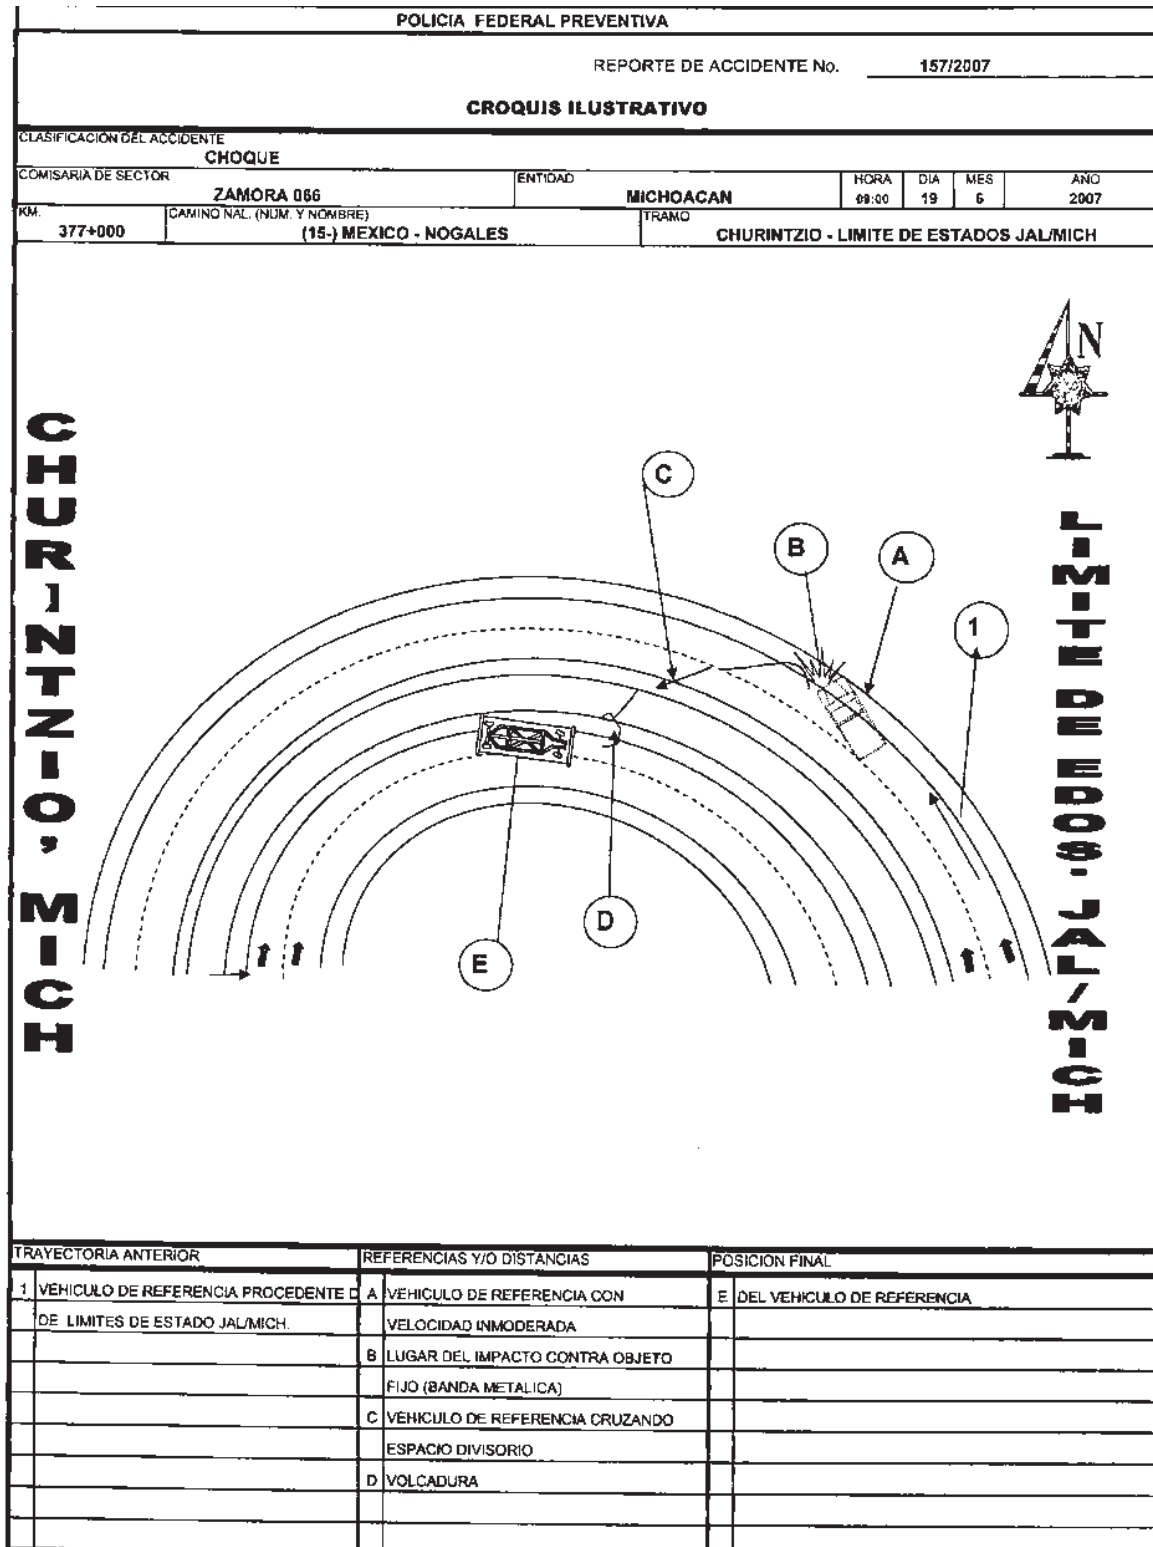 POLICIA FEDERAL PREVENTIVA
REPORTE DE ACCIDENTE No. 157/2007
CROQUIS ILUSTRATIVO
CLASIFICACIÓN DEL ACCIDENTE
CHOQUE
COMISARIA DE SECTOR ENTIDAD HORA DIA MES AÑO
ZAMORA 066 MICHOACAN 09:00 19 6 2007
KM. CAMINO NAL. (NUM. Y NOMBRE) TRAMO
377+000 (15-) MEXICO - NOGALES CHURINTZIO - LIMITE DE ESTADOS JAL/MICH
N
CHURINTZIO, MICH
C
B
A
1
D
E
LIMITE DE EDOS. JAL/MICH
TRAYECTORIA ANTERIOR REFERENCIAS Y/O DISTANCIAS POSICION FINAL
1 VEHICULO DE REFERENCIA PROCEDENTE D A VEHICULO DE REFERENCIA CON E DEL VEHICULO DE REFERENCIA
DE LIMITES DE ESTADO JAL/MICH. VELOCIDAD INMODERADA
B LUGAR DEL IMPACTO CONTRA OBJETO
FIJO (BANDA METALICA)
C VEHICULO DE REFERENCIA CRUZANDO
ESPACIO DIVISORIO
D VOLCADURA